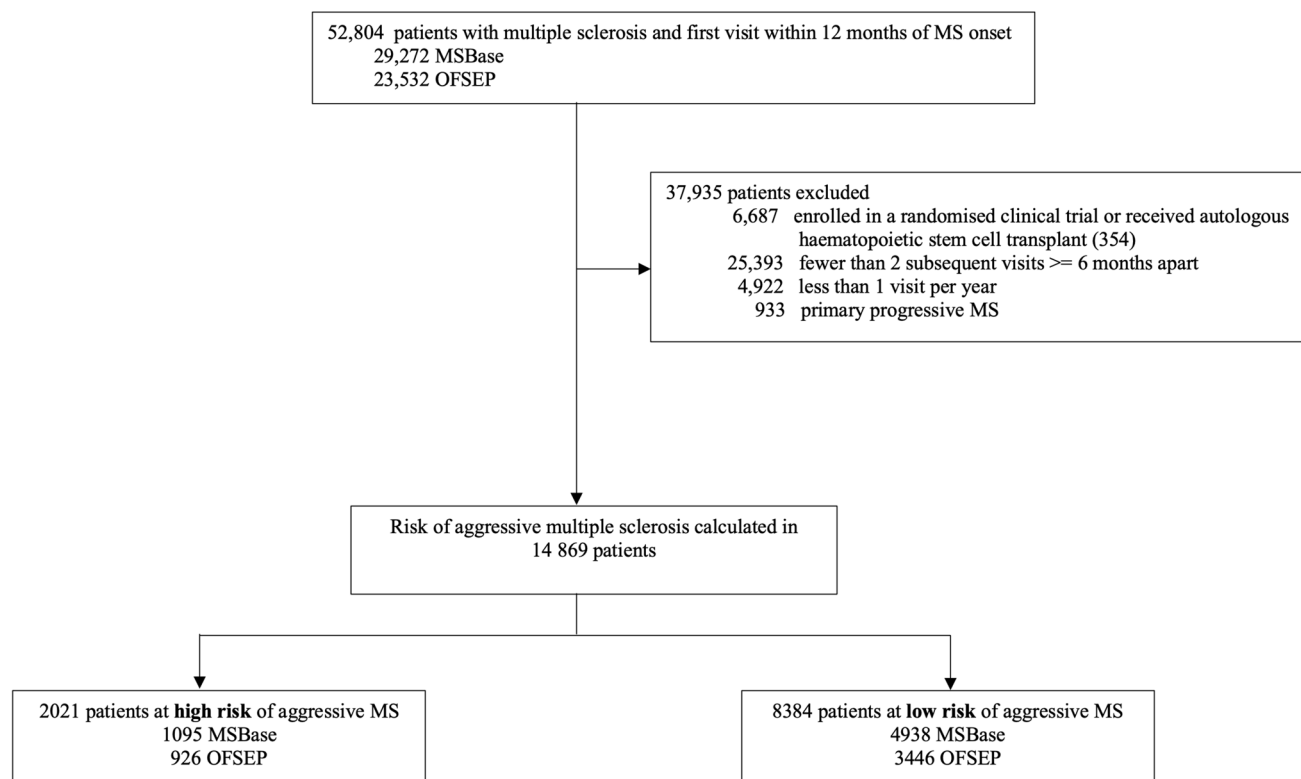 52,804 patients with multiple sclerosis and first visit within 12 months of MS onset
29,272 MSBase
23,532 OFSEP
37,935 patients excluded
6,687 enrolled in a randomised clinical trial or received autologous
haematopoietic stem cell transplant (354)
25,393 fewer than 2 subsequent visits >= 6 months apart
4,922 less than 1 visit per year
933 primary progressive MS
Risk of aggressive multiple sclerosis calculated in
14 869 patients
2021 patients at high risk of aggressive MS
1095 MSBase
926 OFSEP
8384 patients at low risk of aggressive MS
4938 MSBase
3446 OFSEP